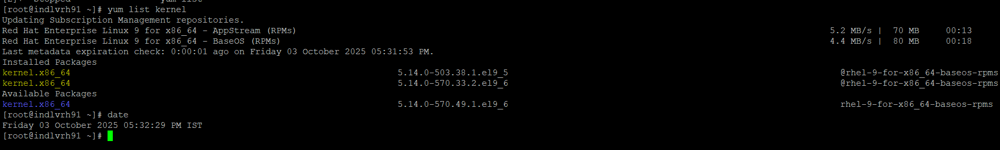 [2]+  Stopped                 yum list
[root@indlvrh91 ~]# yum list kernel
Updating Subscription Management repositories.
Red Hat Enterprise Linux 9 for x86_64 - AppStream (RPMs) 5.2 MB/s | 70 MB 00:13
Red Hat Enterprise Linux 9 for x86_64 - BaseOS (RPMs) 4.4 MB/s | 80 MB 00:18
Last metadata expiration check: 0:00:01 ago on Friday 03 October 2025 05:31:53 PM.
Installed Packages
kernel.x86_64 5.14.0-503.38.1.el9_5 @rhel-9-for-x86_64-baseos-rpms
kernel.x86_64 5.14.0-570.33.2.el9_6 @rhel-9-for-x86_64-baseos-rpms
Available Packages
kernel.x86_64 5.14.0-570.49.1.el9_6 rhel-9-for-x86_64-baseos-rpms
[root@indlvrh91 ~]# date
Friday 03 October 2025 05:32:29 PM IST
[root@indlvrh91 ~]#